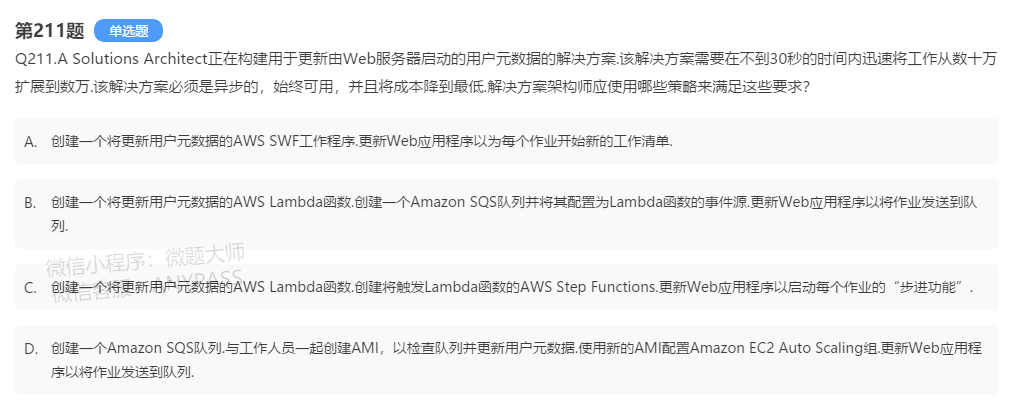 第211题 单选题
Q211.A Solutions Architect正在构建用于更新由Web服务器启动的用户元数据的解决方案.该解决方案需要在不到30秒的时间内迅速将工作从数十万
扩展到数万.该解决方案必须是异步的，始终可用，并且将成本降到最低.解决方案架构师应使用哪些策略来满足这些要求？
A. 创建一个将更新用户元数据的AWS SWF工作程序.更新Web应用程序以为每个作业开始新的工作清单.
B. 创建一个将更新用户元数据的AWS Lambda函数.创建一个Amazon SQS队列并将其配置为Lambda函数的事件源.更新Web应用程序以将作业发送到队
列.
微信小程序：微题大师
微信客服：ANYPASS
C. 创建一个将更新用户元数据的AWS Lambda函数.创建将触发Lambda函数的AWS Step Functions.更新Web应用程序以启动每个作业的“步进功能”.
D. 创建一个Amazon SQS队列.与工作人员一起创建AMI，以检查队列并更新用户元数据.使用新的AMI配置Amazon EC2 Auto Scaling组.更新Web应用程
序以将作业发送到队列.